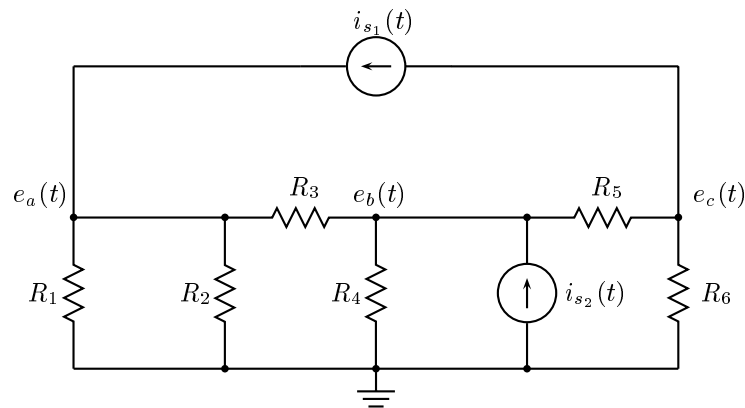 i_{s_1}(t)
e_a(t) R_3 e_b(t) R_5 e_c(t)
R_1 R_2 R_4 i_{s_2}(t) R_6